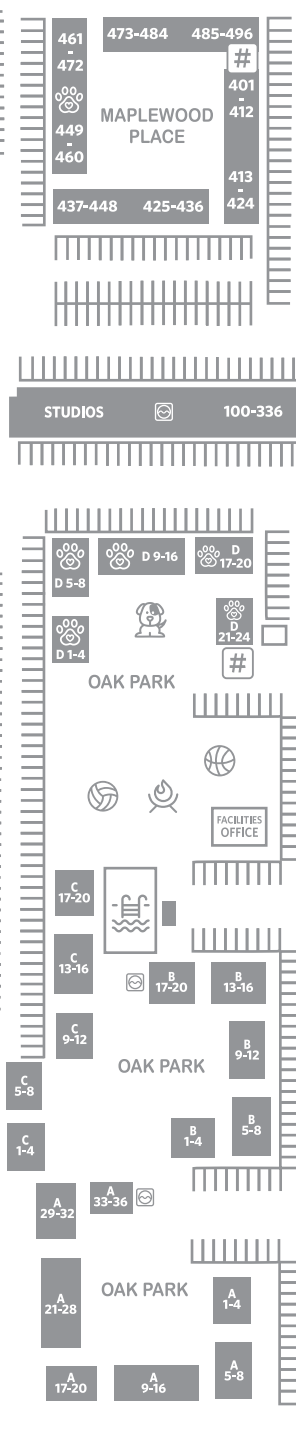 473-484 485-496
461
-
472
#
401
-
412
MAPLEWOOD
PLACE
449
-
460
413
-
424
437-448 425-436
STUDIOS 100-336
D 5-8
D 9-16
D
17-20
D 1-4
D
21-24
#
OAK PARK
FACILITIES
OFFICE
C
17-20
C
13-16
B
17-20
B
13-16
C
9-12
B
9-12
OAK PARK
C
5-8
B
5-8
B
1-4
C
1-4
A
33-36
A
29-32
A
21-28
OAK PARK
A
1-4
A
5-8
A
17-20
A
9-16